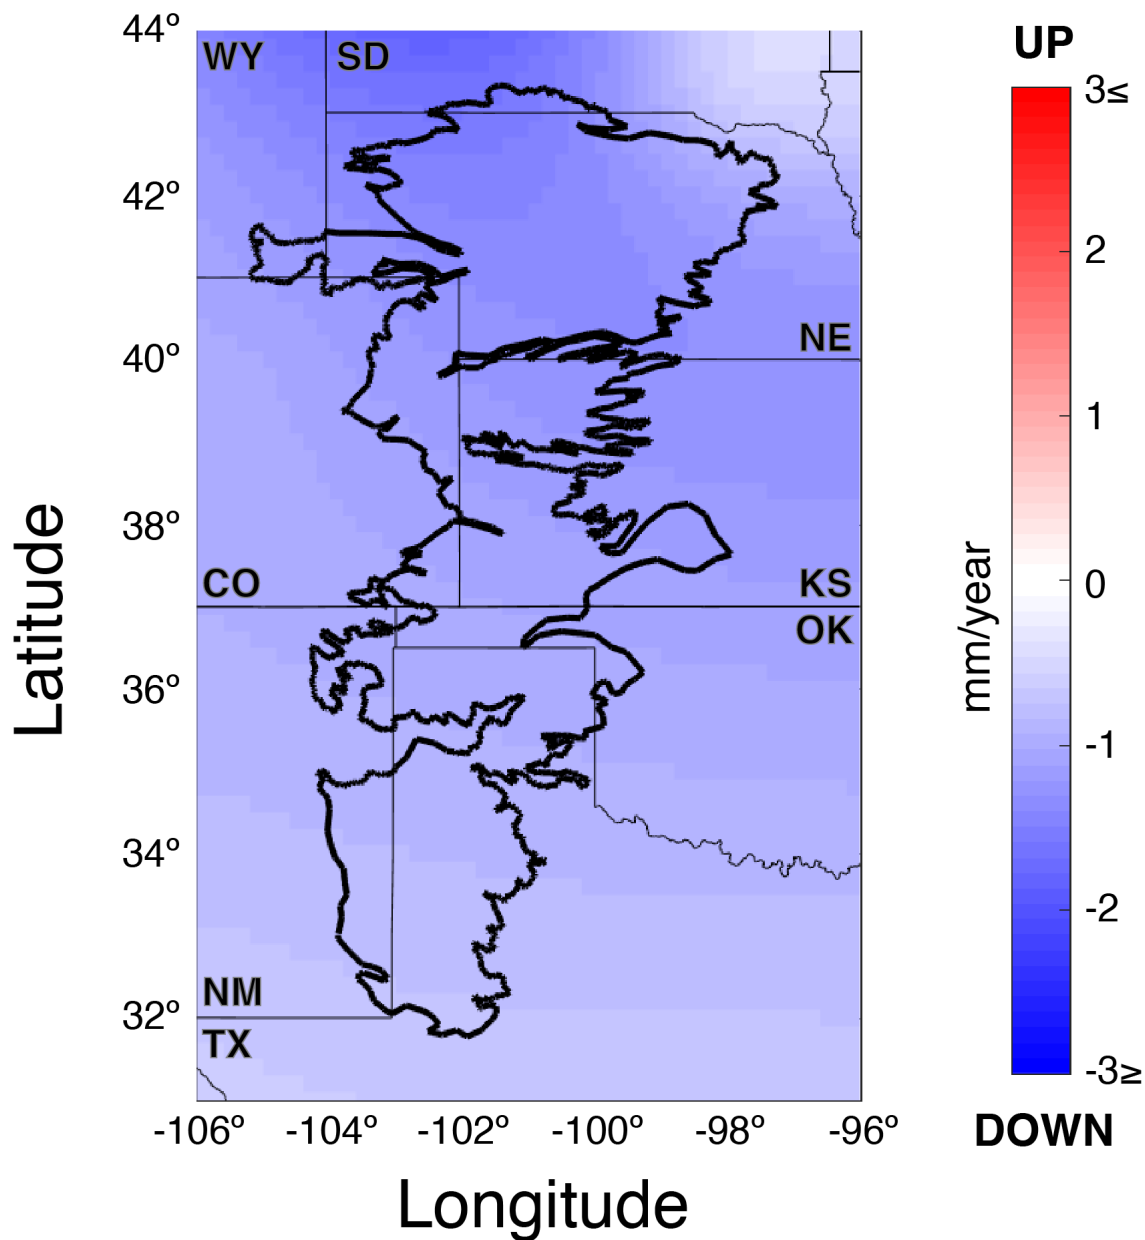 44º
42º
40º
38º
36º
34º
32º
Latitude
WY
SD
NE
CO
KS
OK
NM
TX
-106º -104º -102º -100º -98º -96º
Longitude
UP
3≤
2
1
0
-1
-2
-3≥
mm/year
DOWN